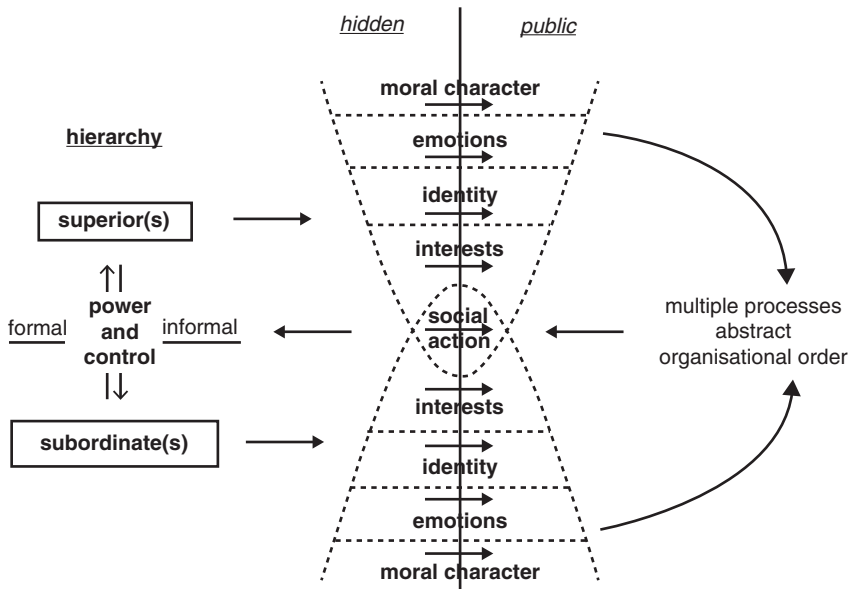 hidden
public
moral character
hierarchy
emotions
identity
superior(s)
interests
formal
power
and
control
informal
social
action
multiple processes
abstract
organisational order
interests
subordinate(s)
identity
emotions
moral character